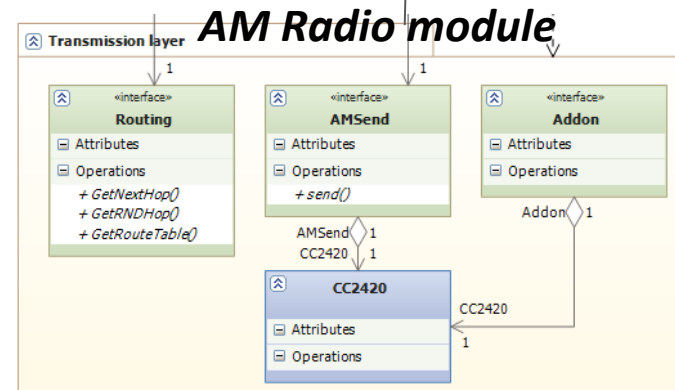 AM Radio module
Transmission layer
1
1
«interface»
Routing
Attributes
Operations
+ GetNextHop()
+ GetRNDHop()
+ GetRouteTable()
«interface»
AMSend
Attributes
Operations
+ send()
«interface»
Addon
Attributes
Operations
AMSend 1
CC2420 1
Addon 1
CC2420
Attributes
Operations
CC2420
1